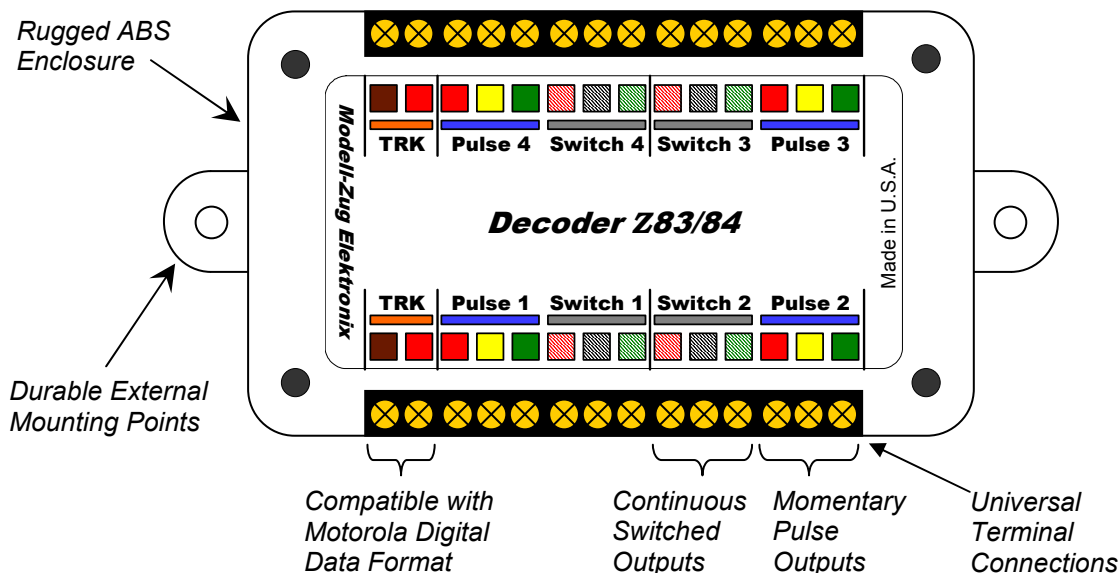 Rugged ABS
Enclosure
TRK Pulse 4 Switch 4 Switch 3 Pulse 3
Modell-Zug Elektronix
Decoder Z83/84
Made in U.S.A.
TRK Pulse 1 Switch 1 Switch 2 Pulse 2
Durable External
Mounting Points
Compatible with
Motorola Digital
Data Format
Continuous
Switched
Outputs
Momentary
Pulse
Outputs
Universal
Terminal
Connections